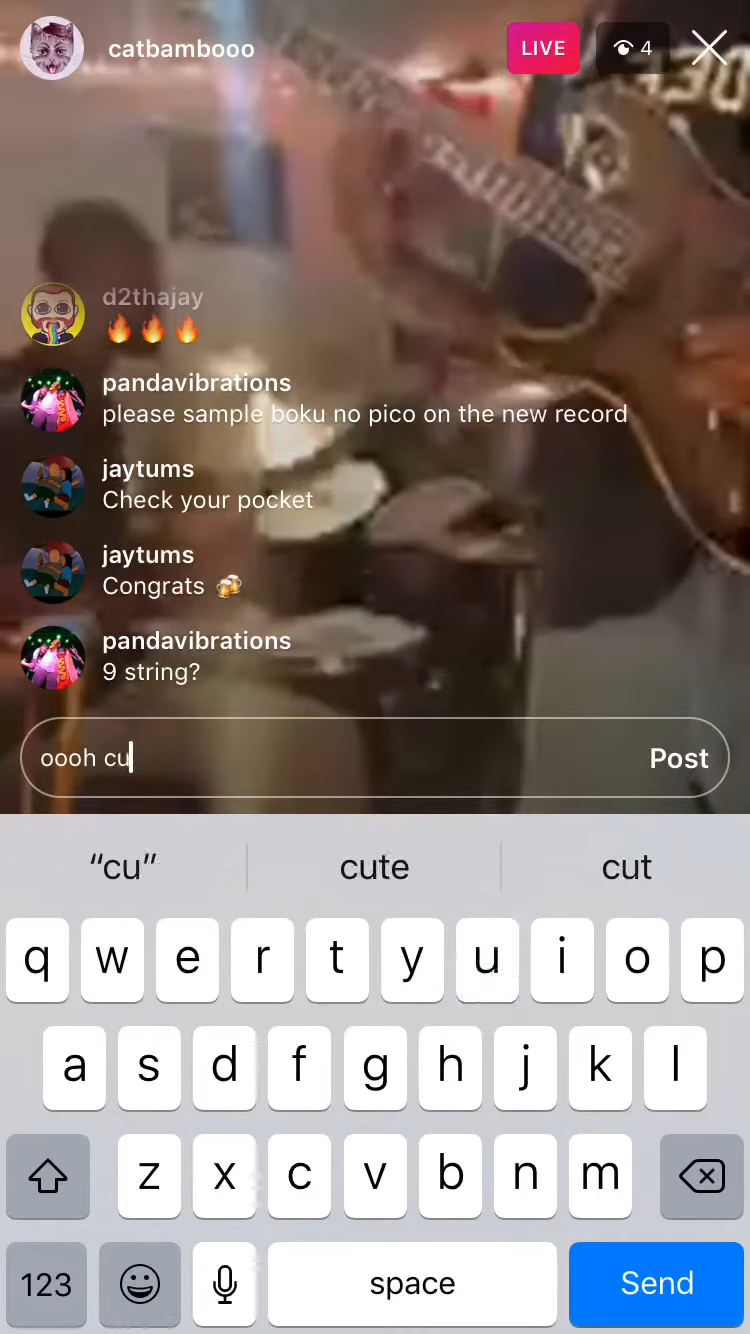 catbambooo
LIVE
4
d2thajay
🔥 🔥 🔥
pandavibrations
please sample boku no pico on the new record
jaytums
Check your pocket
jaytums
Congrats 🍻
pandavibrations
9 string?
oooh cu
Post
“cu”
cute
cut
q w e r t y u i o p
a s d f g h j k l
z x c v b n m
123
space
Send